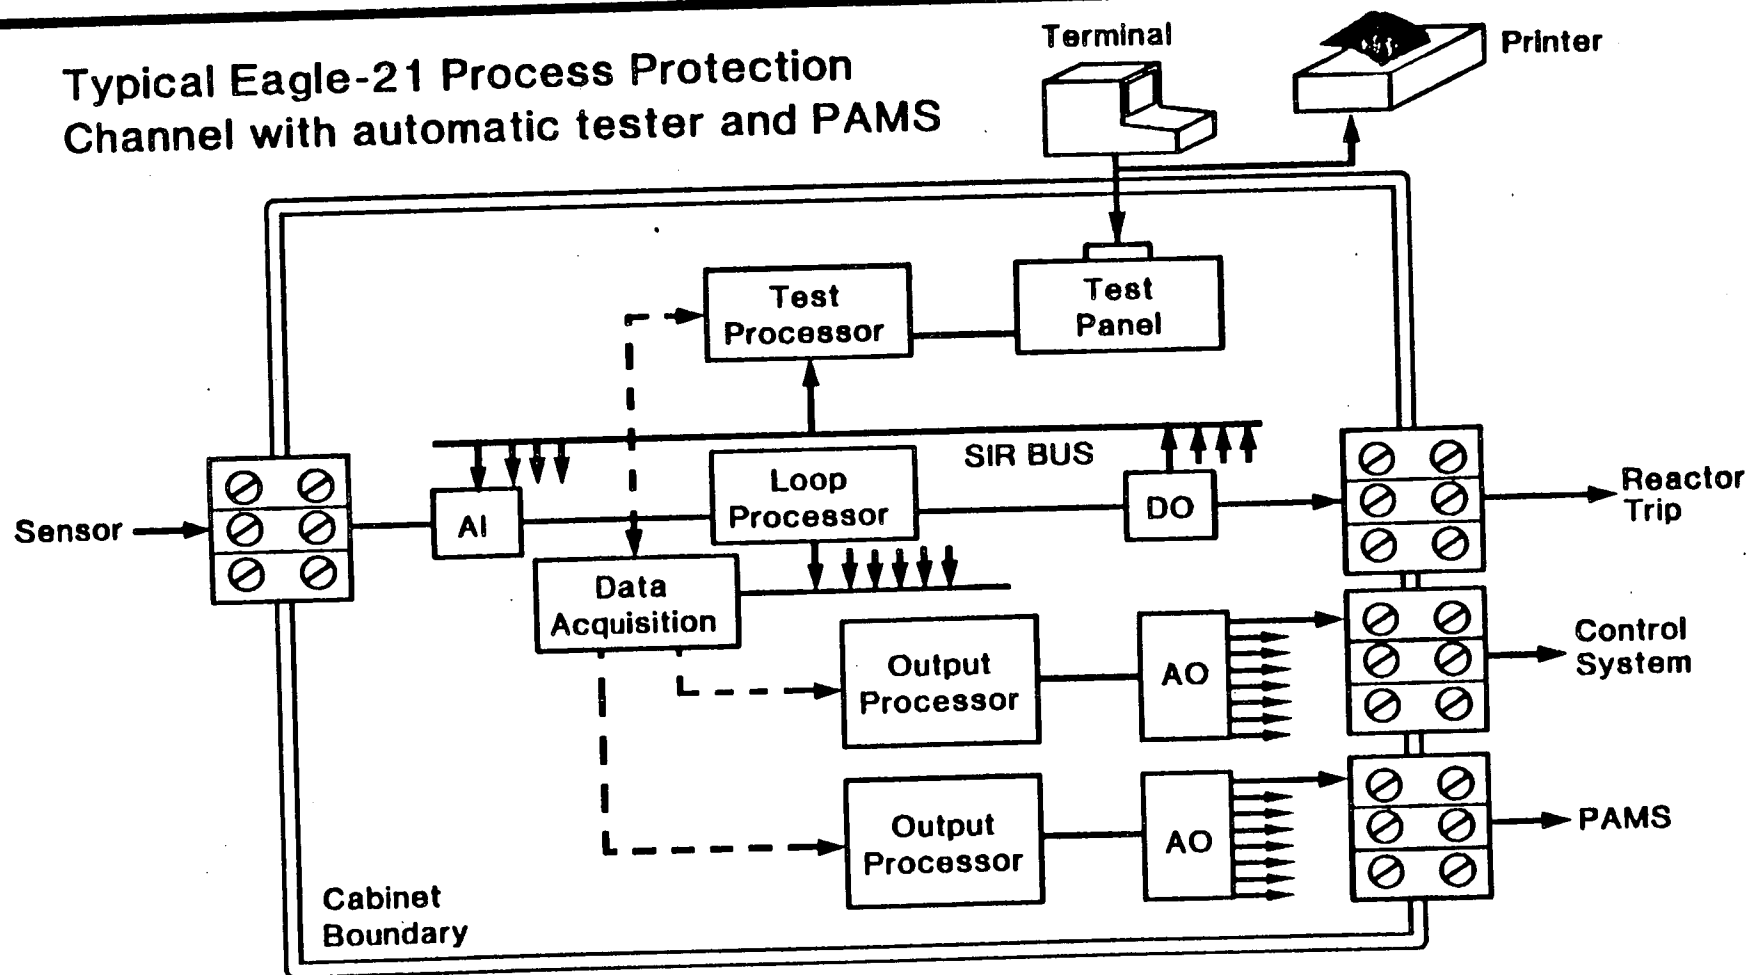 Typical Eagle-21 Process Protection
Channel with automatic tester and PAMS
Terminal
Printer
Test
Processor
Test
Panel
SIR BUS
Sensor
AI
Loop
Processor
DO
Reactor
Trip
Data
Acquisition
Output
Processor
AO
Control
System
Output
Processor
AO
PAMS
Cabinet
Boundary